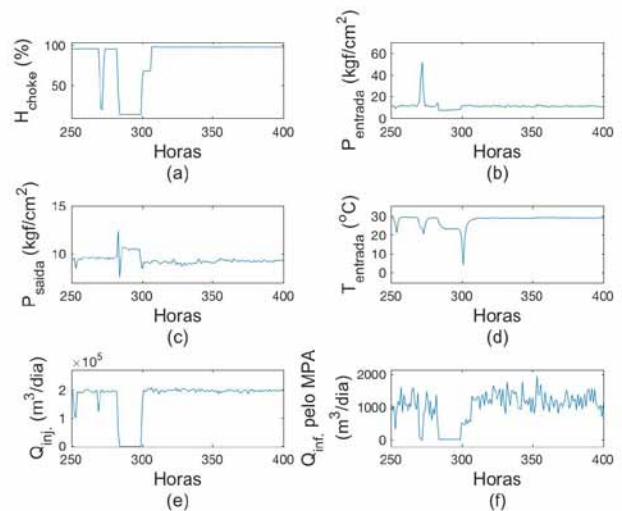 H_choke (%)
100
50
250 300 350 400
Horas
(a)
P_entrada (kgf/cm²)
60
40
20
0
250 300 350 400
Horas
(b)
P_saida (kgf/cm²)
15
10
250 300 350 400
Horas
(c)
T_entrada (°C)
30
20
10
0
250 300 350 400
Horas
(d)
Q_inj. (m³/dia)
×10⁵
2
1
0
250 300 350 400
Horas
(e)
Q_inf. pelo MPA
(m³/dia)
2000
1000
0
250 300 350 400
Horas
(f)